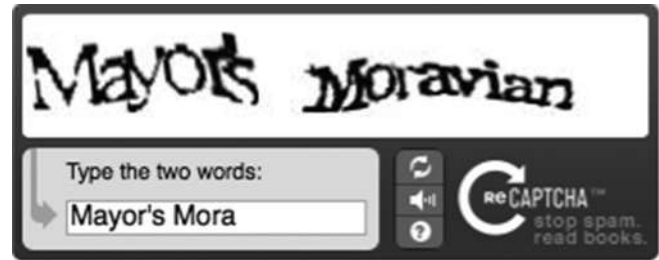 Mayor's Moravian
Type the two words:
Mayor's Mora
reCAPTCHA™
stop spam.
read books.
?